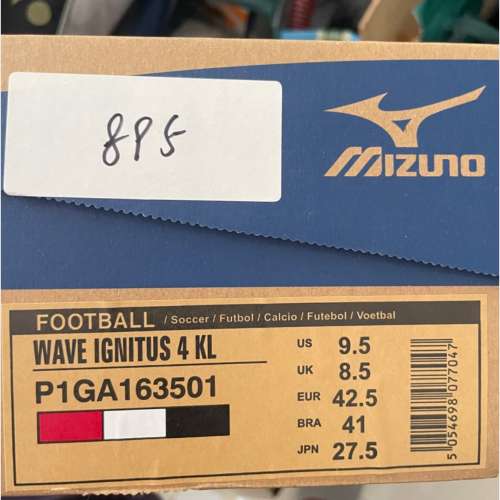 895
MIZUNO
FOOTBALL / Soccer / Futbol / Calcio / Futebol / Voetbal
WAVE IGNITUS 4 KL
P1GA163501
US 9.5
UK 8.5
EUR 42.5
BRA 41
JPN 27.5
5 054698 077047